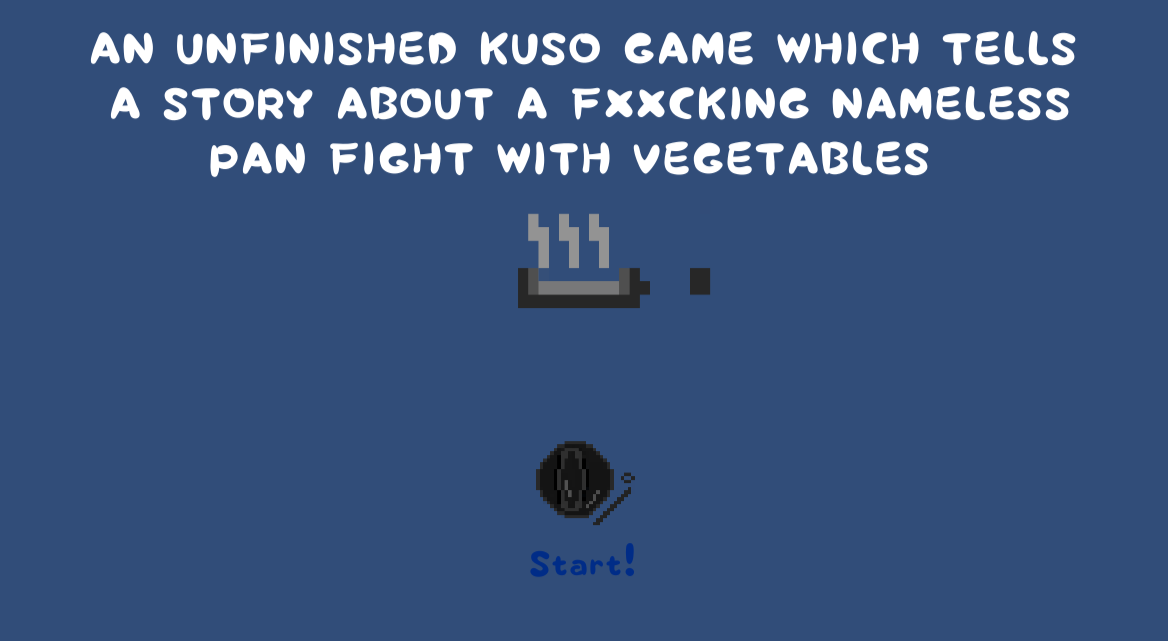 AN UNFINISHED KUSO GAME WHICH TELLS
A STORY ABOUT A FXXCKING NAMELESS
PAN FIGHT WITH VEGETABLES
Start!